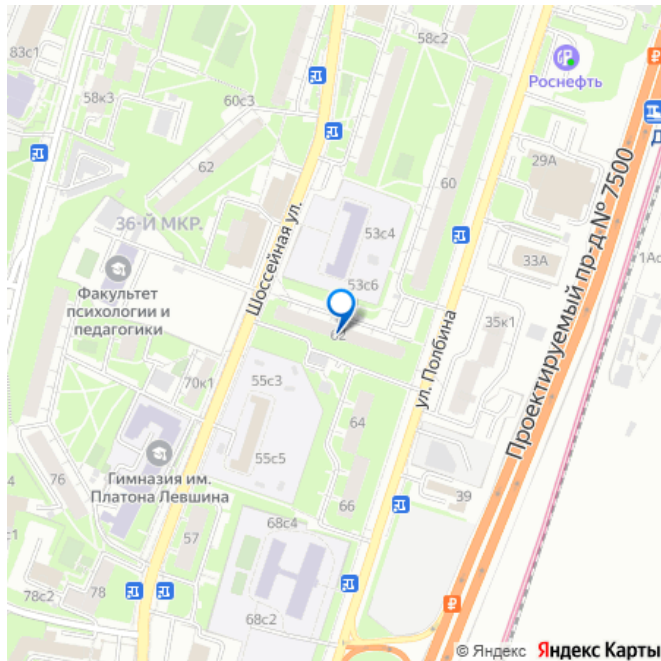 83с1
58с2
Роснефть
58к3
60с3
62
60
29А
Д
Проектируемый пр-д № 7500
Шоссейная ул.
36-Й МКР.
53с4
33А
1Ас
Факультет
психологии и
педагогики
53с6
62
35к1
ул. Полбина
70к1
55с3
64
Гимназия им.
Платона Левшина
55с5
76
66
39
68с4
57
с1
78с2
78
68с2
© Яндекс Яндекс Карты